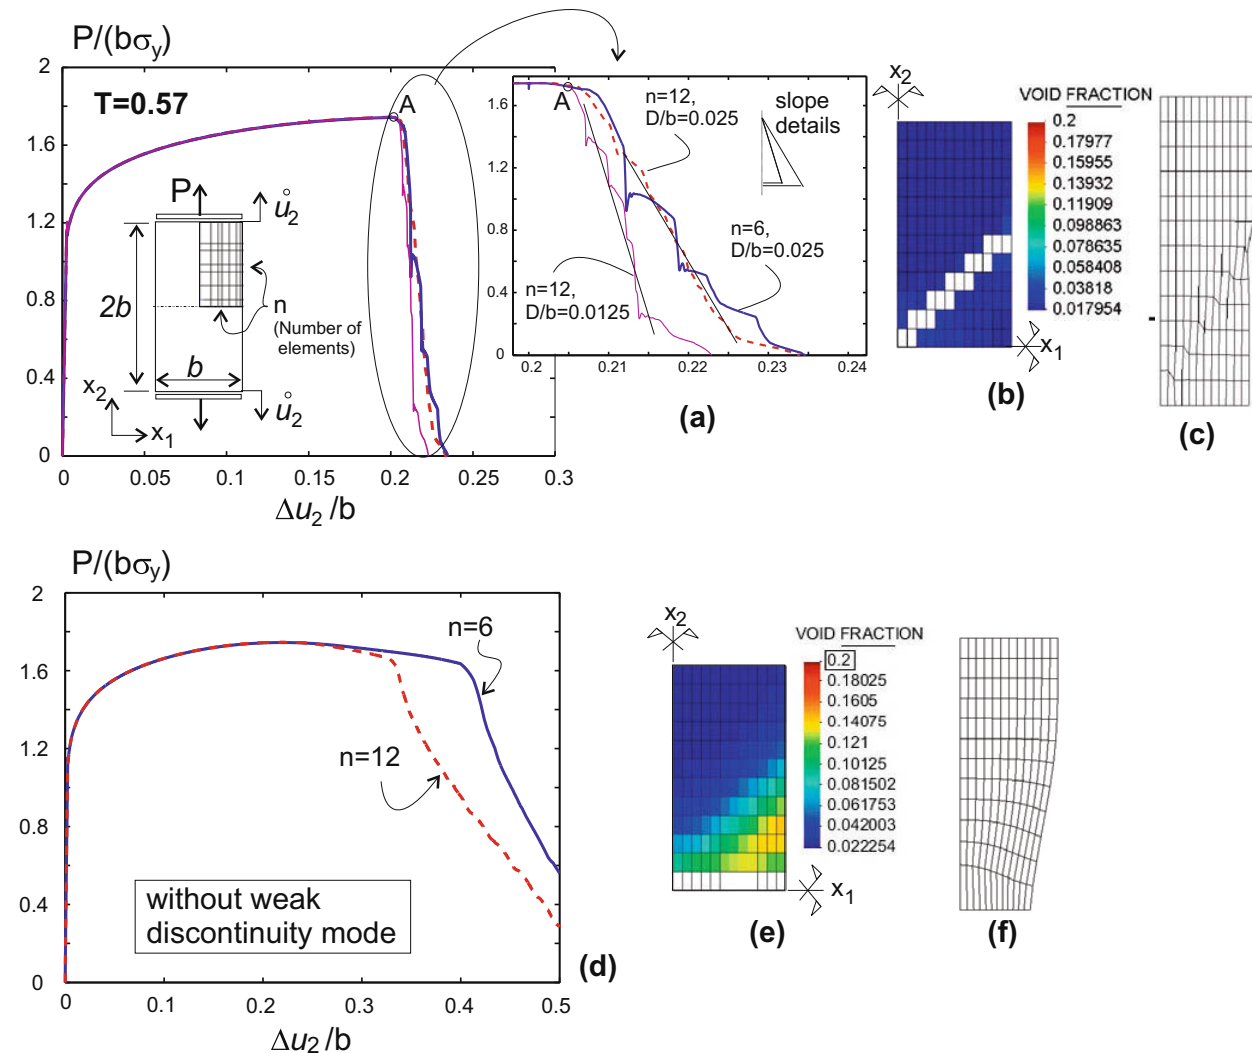 P/(bσy)
2
1.6
1.2
0.8
0.4
0
T=0.57
A
P
u2
2b
b
n
(Number of
elements)
x2
x1
u2
0
0.05
0.1
0.15
0.2
0.25
0.3
Δu2/b
1.6
1.2
0.8
0.4
0
A
n=12,
D/b=0.025
slope
details
n=6,
D/b=0.025
n=12,
D/b=0.0125
0.2
0.21
0.22
0.23
0.24
(a)
x2
VOID FRACTION
0.2
0.17977
0.15955
0.13932
0.11909
0.098863
0.078635
0.058408
0.03818
0.017954
x1
(b)
(c)
P/(bσy)
2
1.6
1.2
0.8
0.4
0
n=6
n=12
without weak
discontinuity mode
0
0.1
0.2
0.3
0.4
0.5
Δu2/b
(d)
x2
VOID FRACTION
0.2
0.18025
0.1605
0.14075
0.121
0.10125
0.081502
0.061753
0.042003
0.022254
x1
(e)
(f)